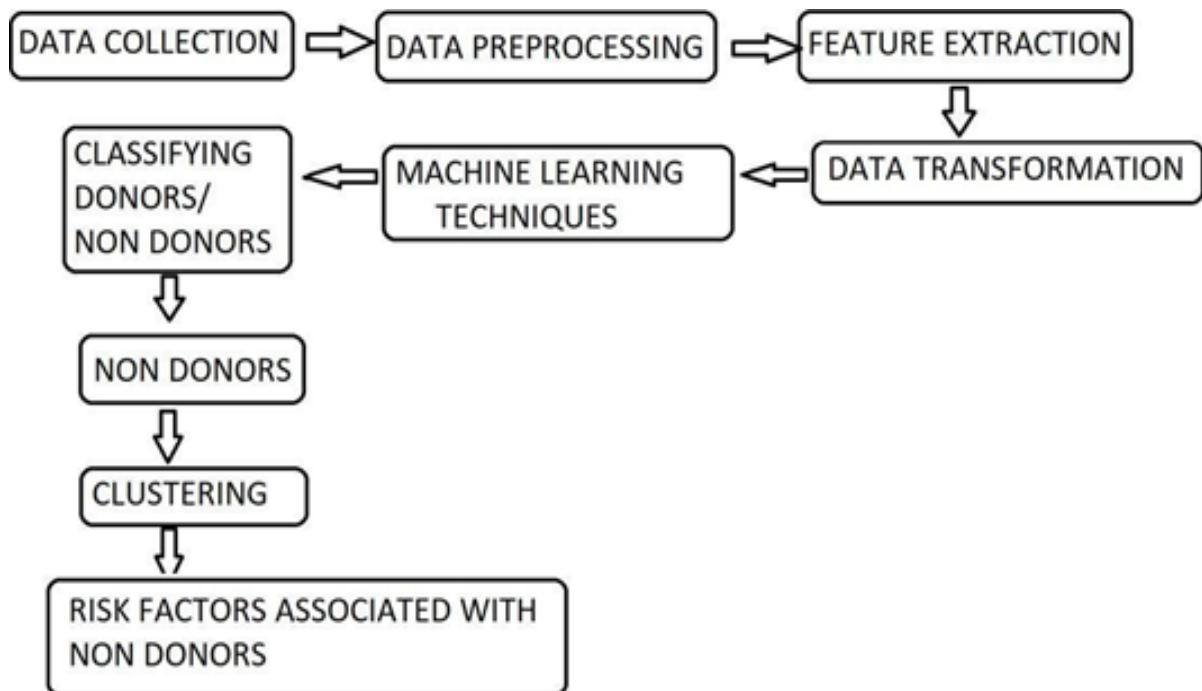 DATA COLLECTION
DATA PREPROCESSING
FEATURE EXTRACTION
DATA TRANSFORMATION
MACHINE LEARNING
TECHNIQUES
CLASSIFYING
DONORS/
NON DONORS
NON DONORS
CLUSTERING
RISK FACTORS ASSOCIATED WITH
NON DONORS